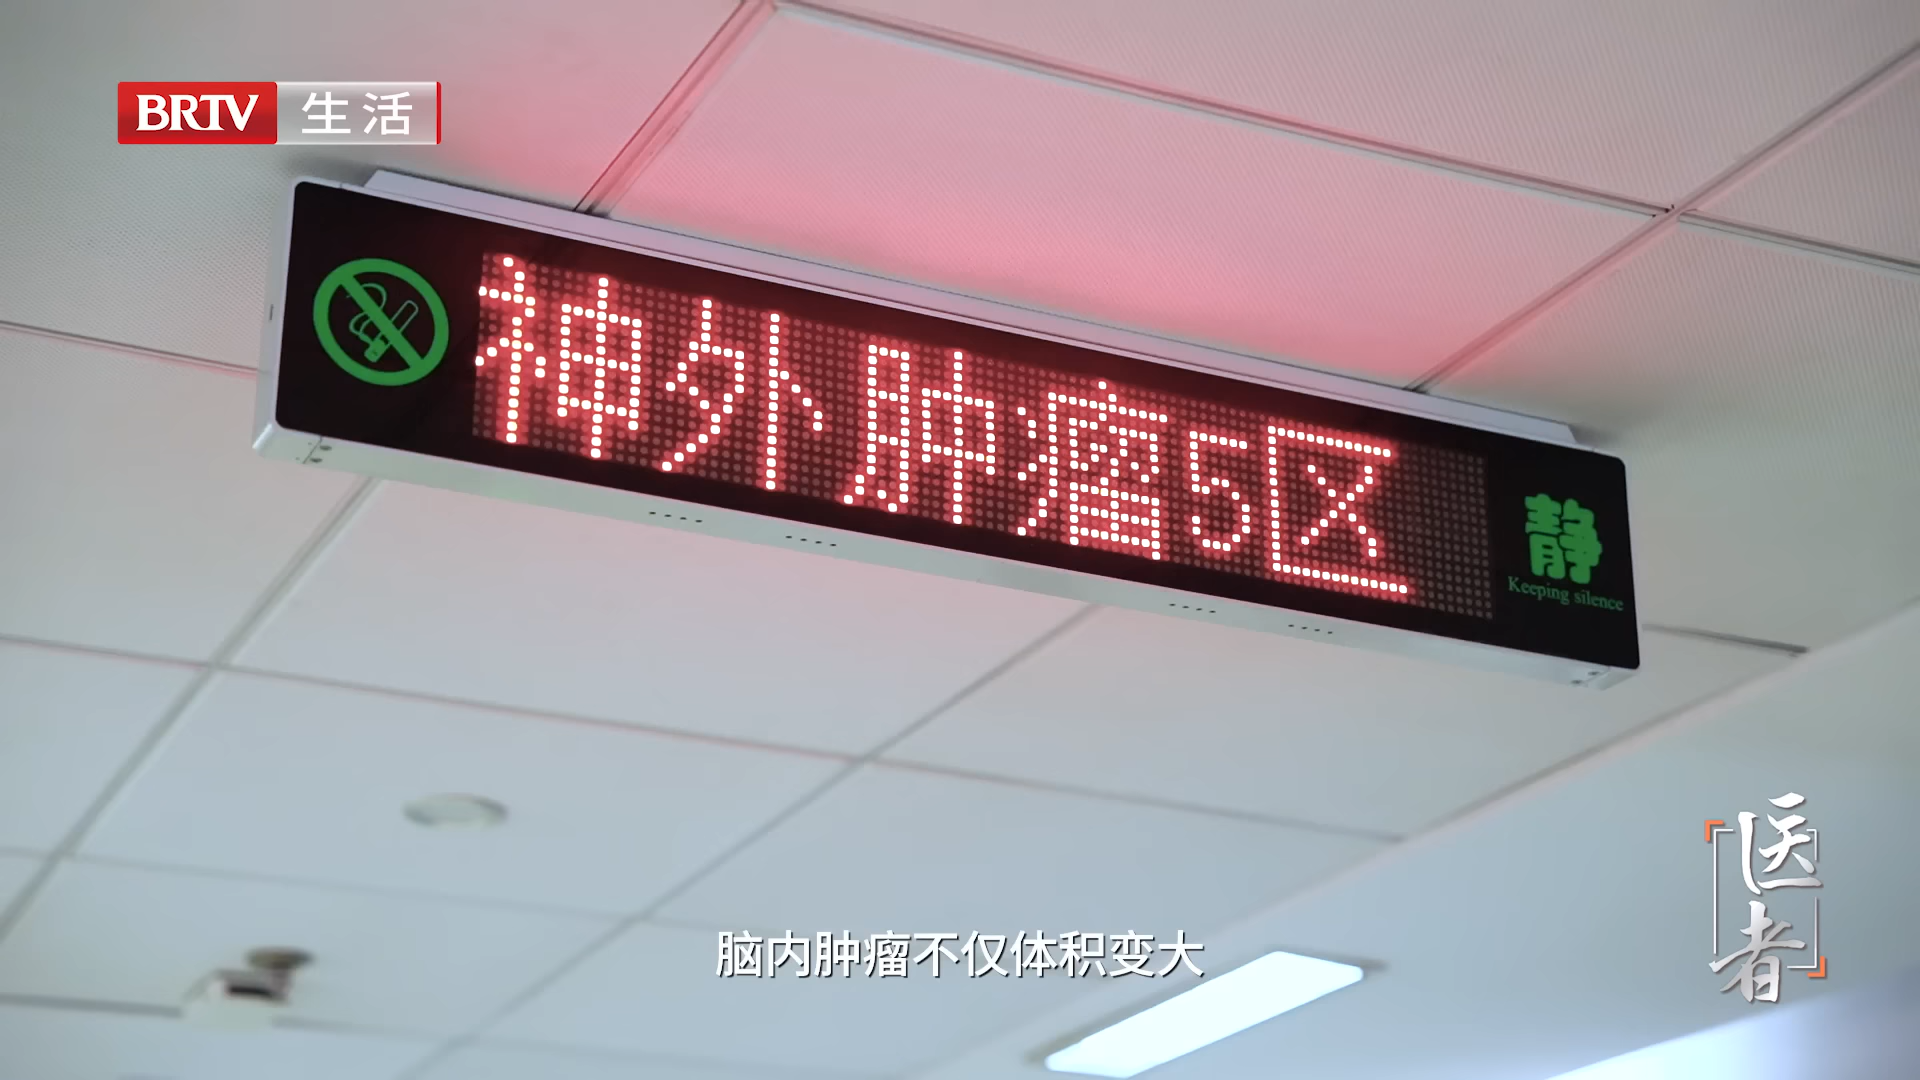 BRTV 生活
神外肿瘤5区
静
Keeping silence
医者
脑内肿瘤不仅体积变大